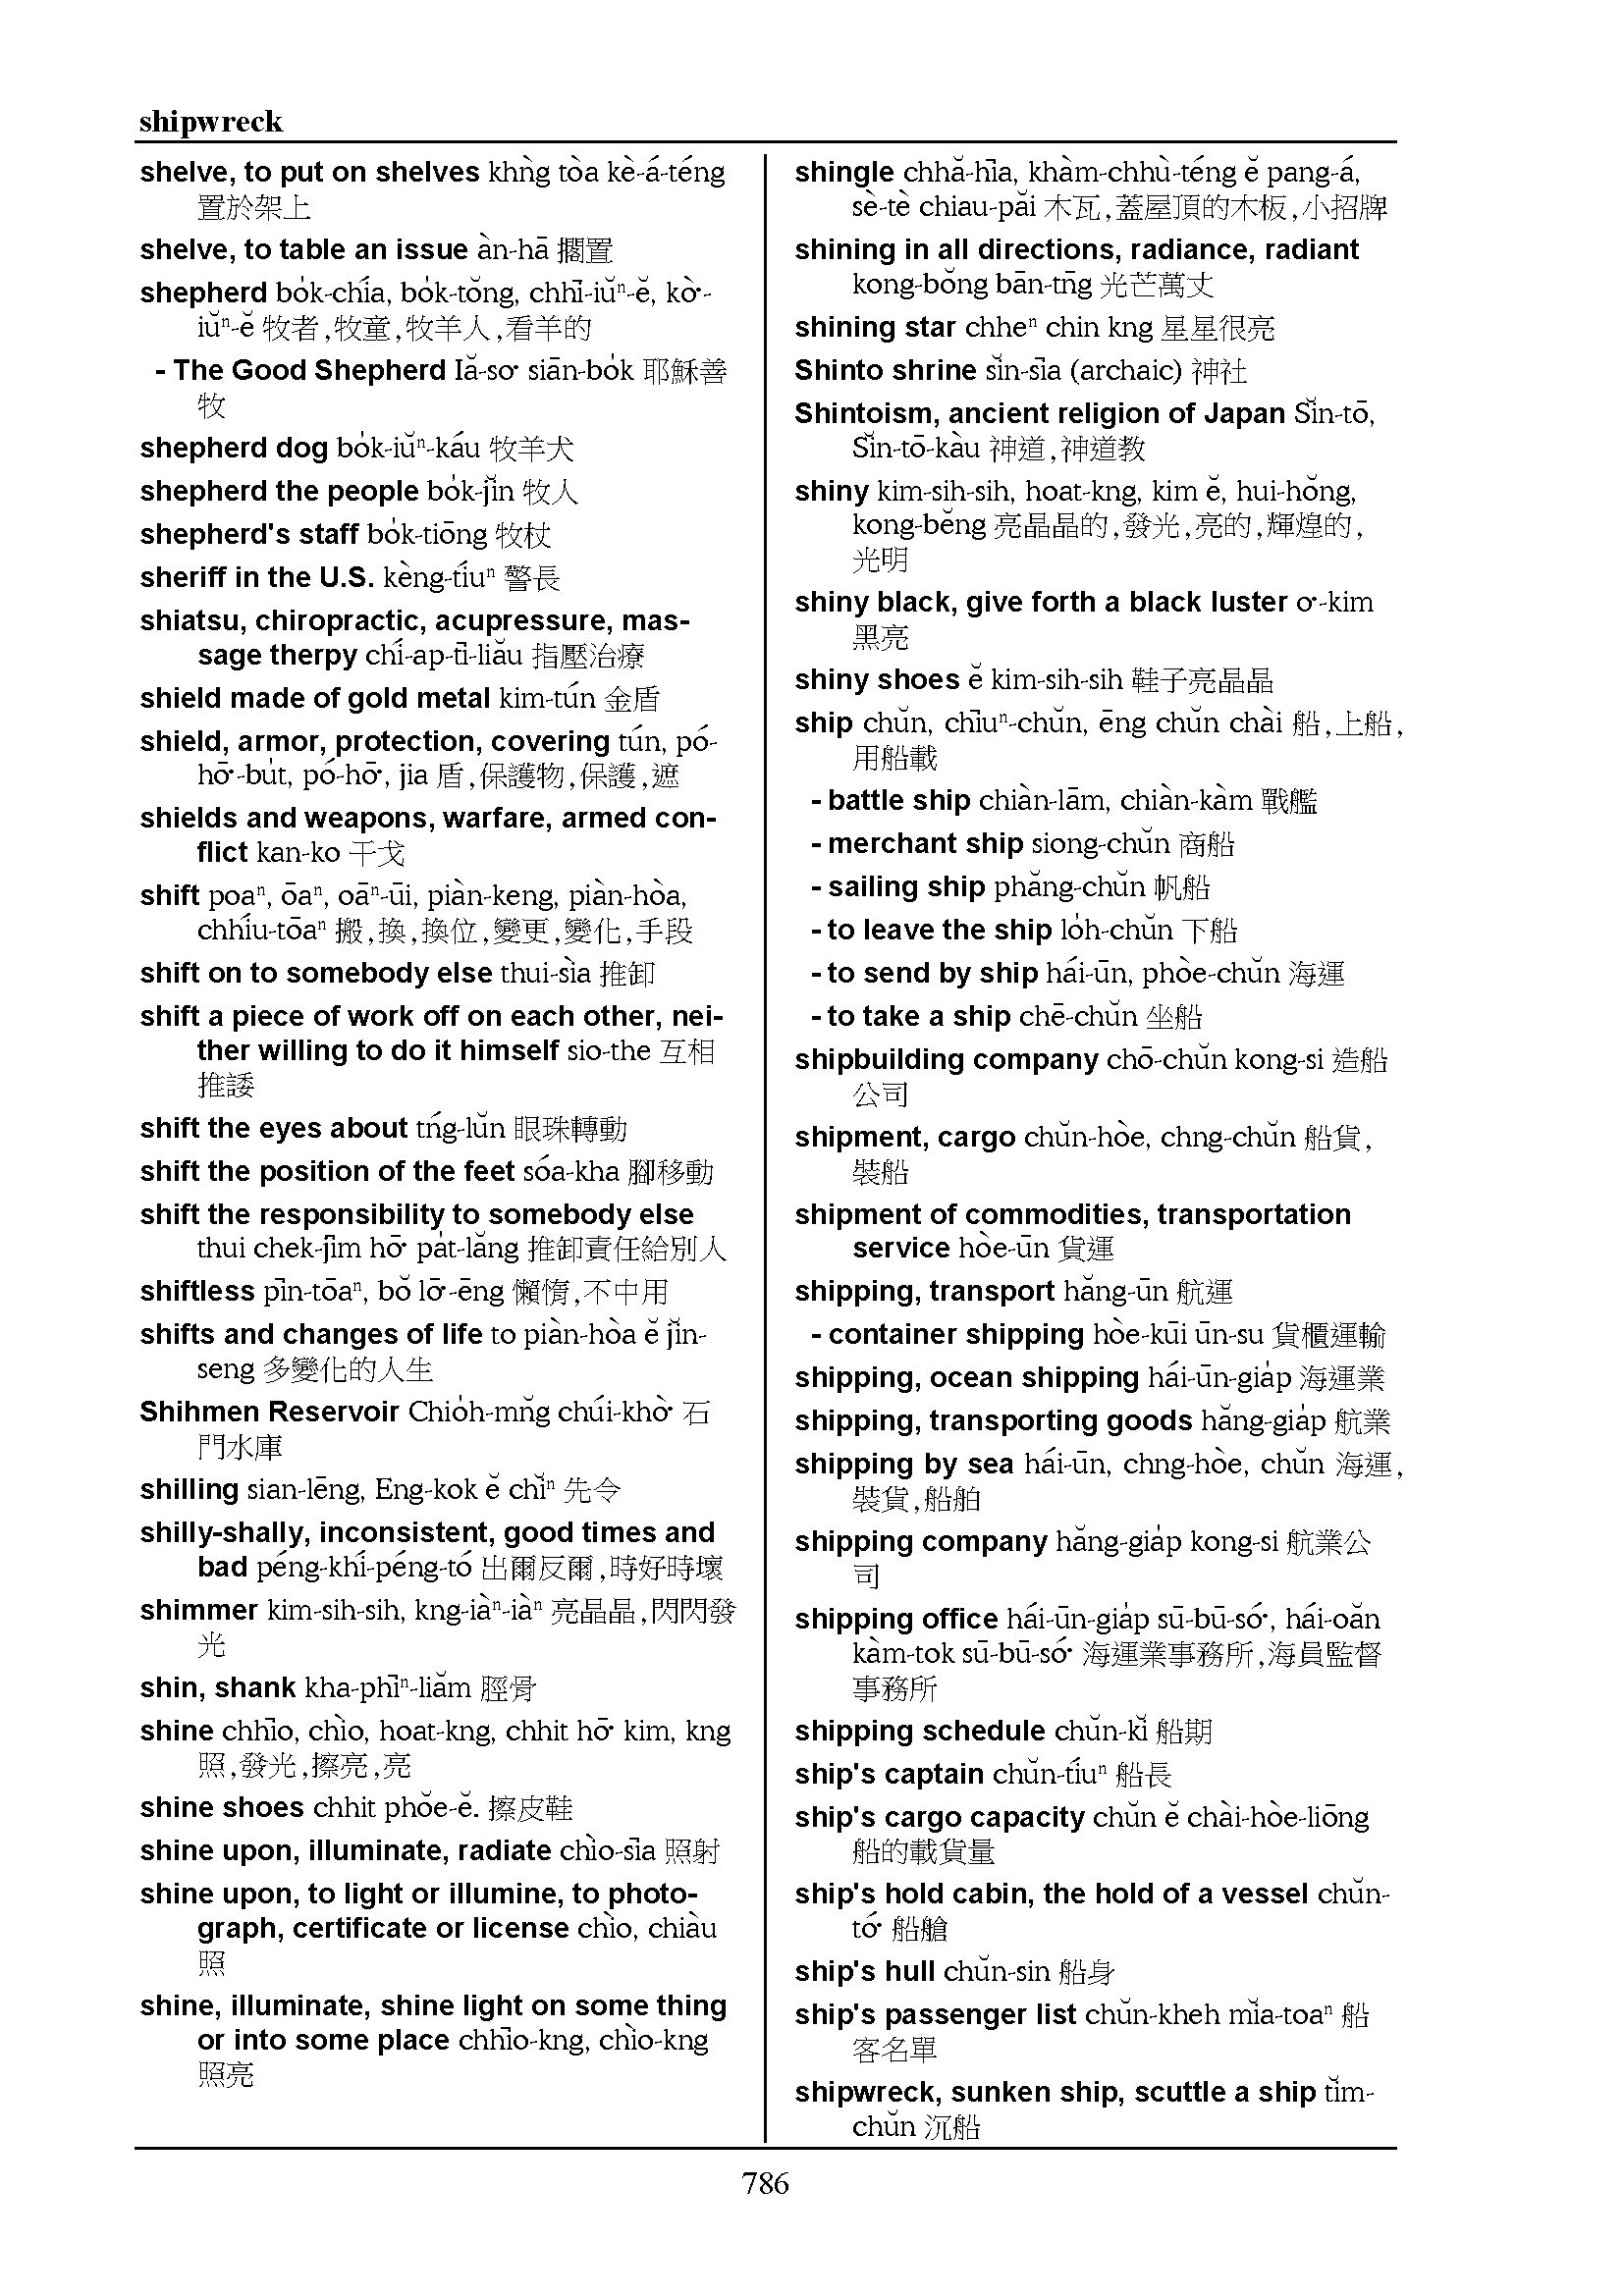 shipwreck
shelve, to put on shelves khǹg tòa kè-á-téng
置於架上
shelve, to table an issue àn-hā 擱置
shepherd bo̍k-chía, bo̍k-tŏng, chhī-iŭⁿ-ĕ, kò͘-
iŭⁿ-ĕ 牧者,牧童,牧羊人,看羊的
- The Good Shepherd Iă-so͘ siān-bo̍k 耶穌善
牧
shepherd dog bo̍k-iŭⁿ-káu 牧羊犬
shepherd the people bo̍k-jĭn 牧人
shepherd's staff bo̍k-tiōng 牧杖
sheriff in the U.S. kèng-tíuⁿ 警長
shiatsu, chiropractic, acupressure, mas-
sage therpy chí-ap-tī-liău 指壓治療
shield made of gold metal kim-tún 金盾
shield, armor, protection, covering tún, pó-
hō͘-bu̍t, pó-hō͘, jia 盾,保護物,保護,遮
shields and weapons, warfare, armed con-
flict kan-ko 干戈
shift poaⁿ, ōaⁿ, oāⁿ-ūi, piàn-keng, piàn-hòa,
chhíu-tōaⁿ 搬,換,換位,變更,變化,手段
shift on to somebody else thui-sìa 推卸
shift a piece of work off on each other, nei-
ther willing to do it himself sio-the 互相
推諉
shift the eyes about tńg-lŭn 眼珠轉動
shift the position of the feet sóa-kha 腳移動
shift the responsibility to somebody else
thui chek-jīm hō͘ pa̍t-lăng 推卸責任給別人
shiftless pīn-tōaⁿ, bŏ lō͘-ēng 懶惰,不中用
shifts and changes of life to piàn-hòa ĕ jĭn-
seng 多變化的人生
Shihmen Reservoir Chio̍h-mn̆g chúi-khò͘ 石
門水庫
shilling sian-lēng, Eng-kok ĕ chĭⁿ 先令
shilly-shally, inconsistent, good times and
bad péng-khí-péng-tó 出爾反爾,時好時壞
shimmer kim-sih-sih, kng-iàⁿ-iàⁿ 亮晶晶,閃閃發
光
shin, shank kha-phīⁿ-liăm 脛骨
shine chhīo, chìo, hoat-kng, chhit hō͘ kim, kng
照,發光,擦亮,亮
shine shoes chhit phŏe-ĕ. 擦皮鞋
shine upon, illuminate, radiate chìo-sīa 照射
shine upon, to light or illumine, to photo-
graph, certificate or license chìo, chiàu
照
shine, illuminate, shine light on some thing
or into some place chhīo-kng, chìo-kng
照亮
shingle chhă-hīa, khàm-chhù-téng ĕ pang-á,
sè-tè chiau-păi 木瓦,蓋屋頂的木板,小招牌
shining in all directions, radiance, radiant
kong-bŏng bān-tn̄g 光芒萬丈
shining star chheⁿ chin kng 星星很亮
Shinto shrine sĭn-sīa (archaic) 神社
Shintoism, ancient religion of Japan Sĭn-tō,
Sĭn-tō-kàu 神道,神道教
shiny kim-sih-sih, hoat-kng, kim ĕ, hui-hŏng,
kong-bĕng 亮晶晶的,發光,亮的,輝煌的,
光明
shiny black, give forth a black luster o͘-kim
黑亮
shiny shoes ĕ kim-sih-sih 鞋子亮晶晶
ship chŭn, chīuⁿ-chŭn, ēng chŭn chài 船,上船,
用船載
- battle ship chiàn-lām, chiàn-kàm 戰艦
- merchant ship siong-chŭn 商船
- sailing ship phăng-chŭn 帆船
- to leave the ship lo̍h-chŭn 下船
- to send by ship hái-ūn, phòe-chŭn 海運
- to take a ship chē-chŭn 坐船
shipbuilding company chō-chŭn kong-si 造船
公司
shipment, cargo chŭn-hòe, chng-chŭn 船貨,
裝船
shipment of commodities, transportation
service hòe-ūn 貨運
shipping, transport hăng-ūn 航運
- container shipping hòe-kūi ūn-su 貨櫃運輸
shipping, ocean shipping hái-ūn-gia̍p 海運業
shipping, transporting goods hăng-gia̍p 航業
shipping by sea hái-ūn, chng-hòe, chŭn 海運,
裝貨,船舶
shipping company hăng-gia̍p kong-si 航業公
司
shipping office hái-ūn-gia̍p sū-bū-só͘, hái-oăn
kàm-tok sū-bū-só͘ 海運業事務所,海員監督
事務所
shipping schedule chŭn-kĭ 船期
ship's captain chŭn-tíuⁿ 船長
ship's cargo capacity chŭn ĕ chài-hòe-liōng
船的載貨量
ship's hold cabin, the hold of a vessel chŭn-
tó͘ 船艙
ship's hull chŭn-sin 船身
ship's passenger list chŭn-kheh mĭa-toaⁿ 船
客名單
shipwreck, sunken ship, scuttle a ship tĭm-
chŭn 沉船
786